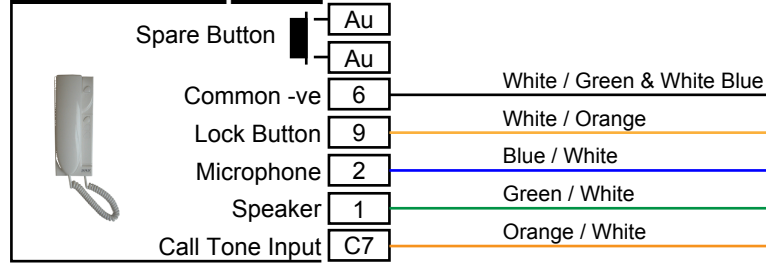 Spare Button Au
Au
Common -ve 6 White / Green & White Blue
Lock Button 9 White / Orange
Microphone 2 Blue / White
Speaker 1 Green / White
Call Tone Input C7 Orange / White